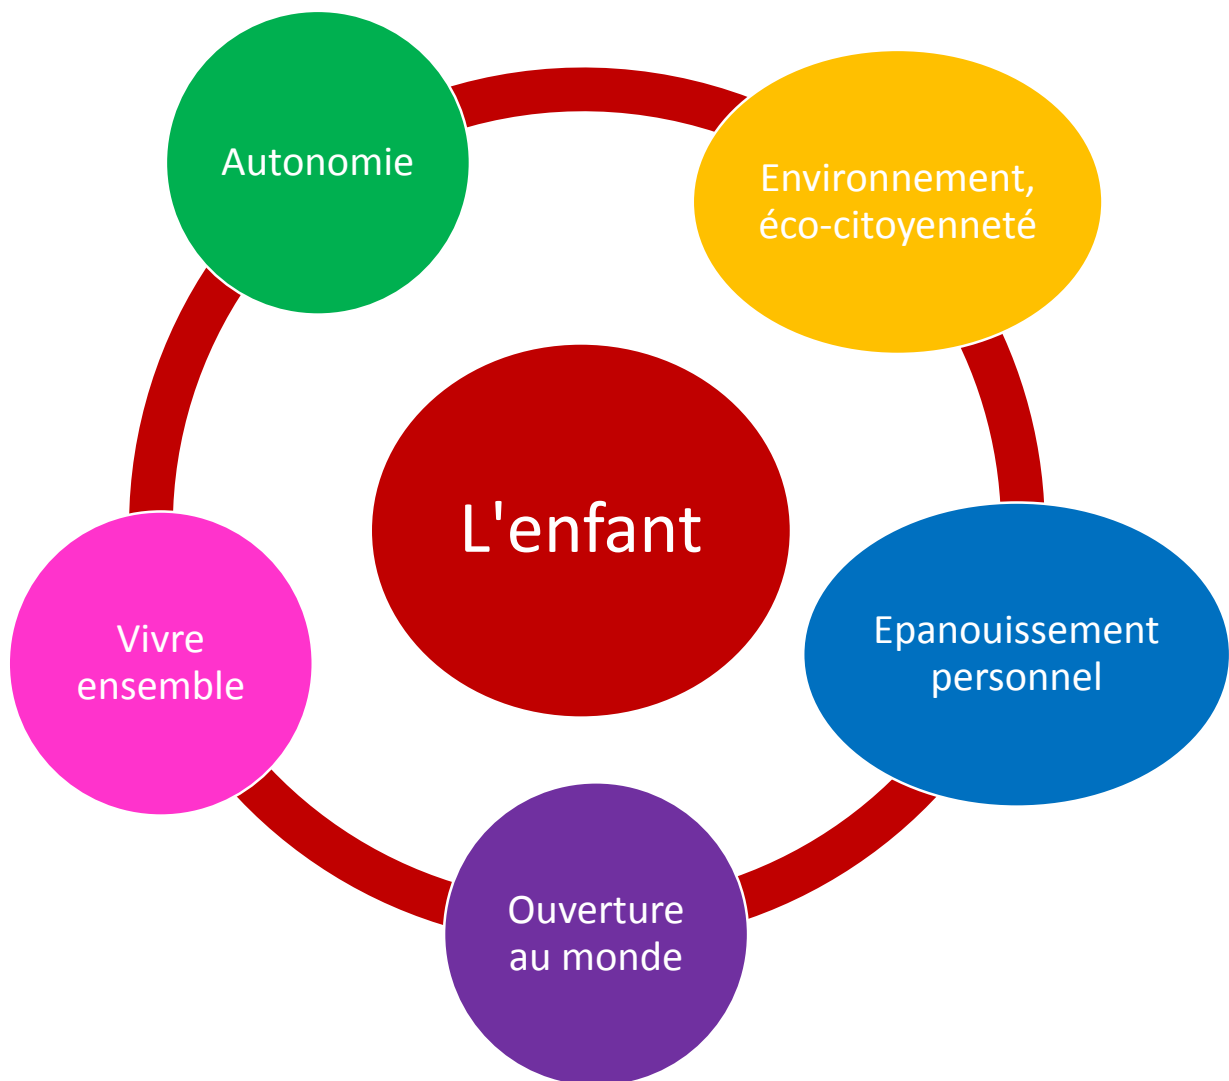 Autonomie
Environnement,
éco-citoyenneté
L'enfant
Epanouissement
personnel
Vivre
ensemble
Ouverture
au monde